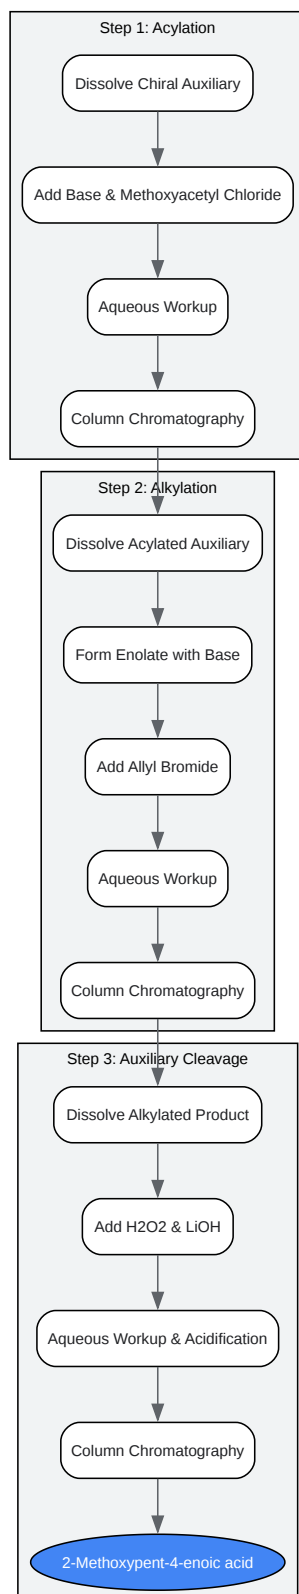 Step 1: Acylation
Dissolve Chiral Auxiliary
Add Base & Methoxyacetyl Chloride
Aqueous Workup
Column Chromatography
Step 2: Alkylation
Dissolve Acylated Auxiliary
Form Enolate with Base
Add Allyl Bromide
Aqueous Workup
Column Chromatography
Step 3: Auxiliary Cleavage
Dissolve Alkylated Product
Add H2O2 & LiOH
Aqueous Workup & Acidification
Column Chromatography
2-Methoxypent-4-enoic acid